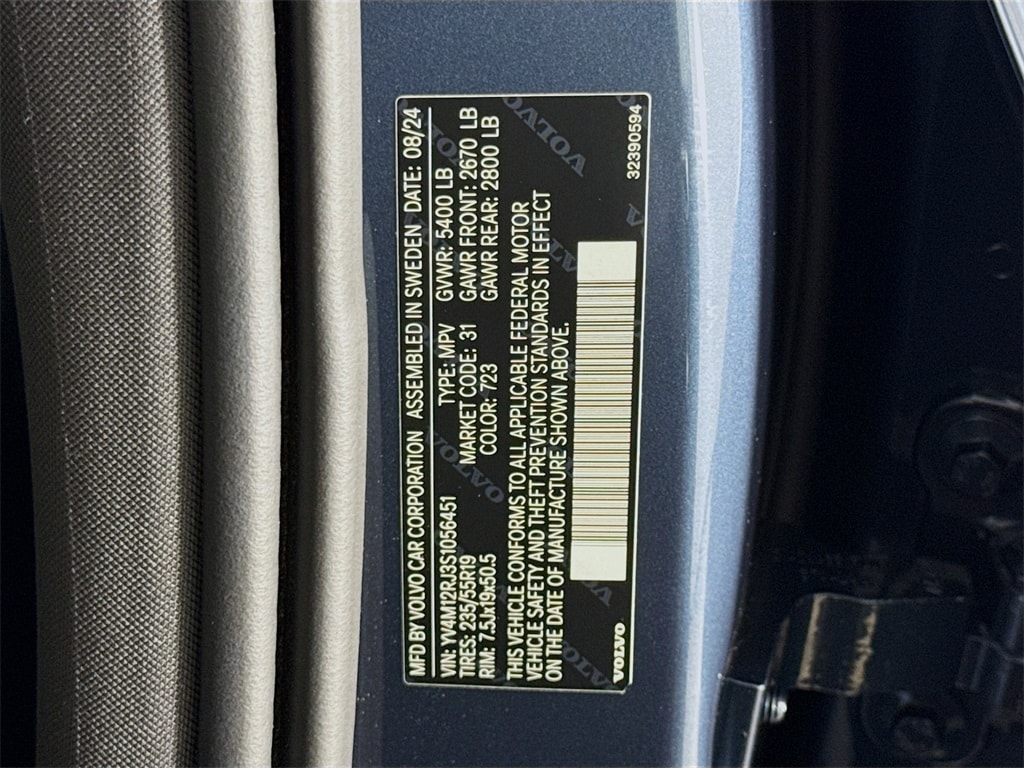 MFD BY VOLVO CAR CORPORATION ASSEMBLED IN SWEDEN DATE: 08/24
VIN: YV4M12RJ3S1056451 TYPE: MPV GVWR: 5400 LB
TIRES: 235/55R19 MARKET CODE: 31 GAWR FRONT: 2670 LB
RIM: 7.5Jx19x50.5 COLOR: 723 GAWR REAR: 2800 LB
THIS VEHICLE CONFORMS TO ALL APPLICABLE FEDERAL MOTOR
VEHICLE SAFETY AND THEFT PREVENTION STANDARDS IN EFFECT
ON THE DATE OF MANUFACTURE SHOWN ABOVE.
VOLVO 32390594